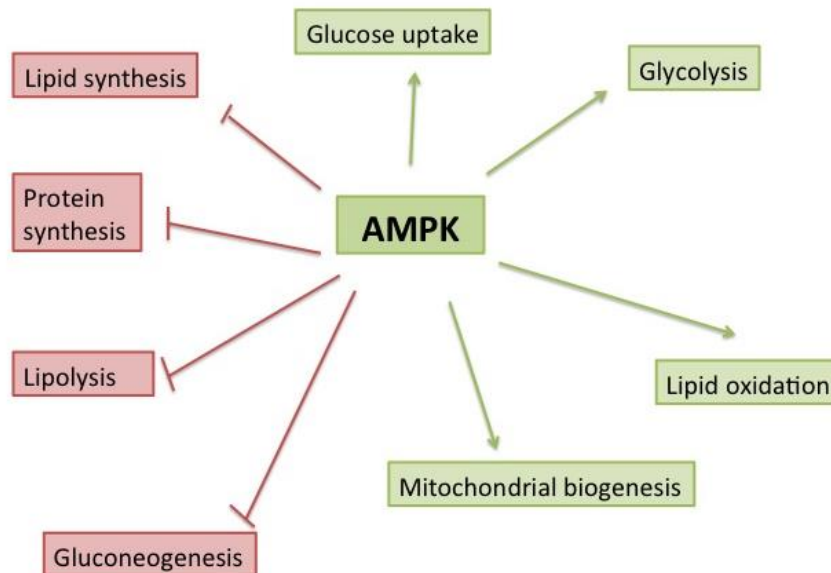 Glucose uptake
Lipid synthesis
Glycolysis
Protein
synthesis
AMPK
Lipolysis
Lipid oxidation
Mitochondrial biogenesis
Gluconeogenesis